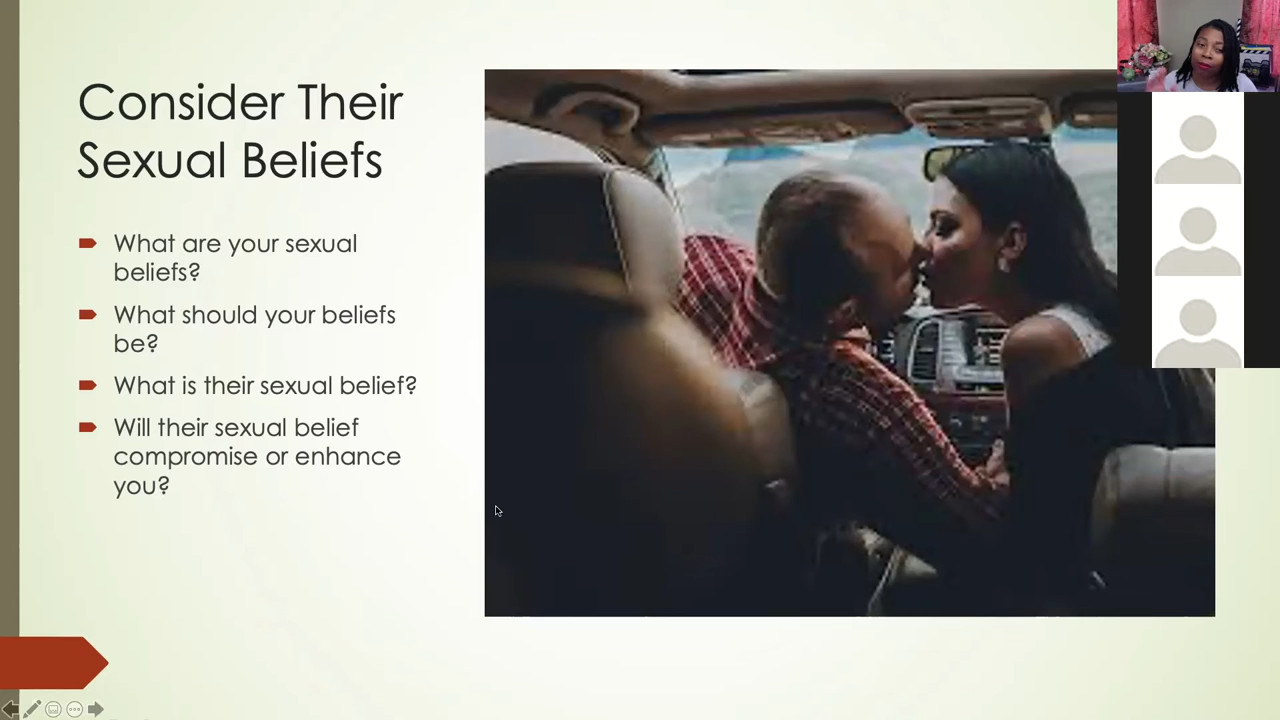 Consider Their
Sexual Beliefs
What are your sexual
beliefs?
What should your beliefs
be?
What is their sexual belief?
Will their sexual belief
compromise or enhance
you?